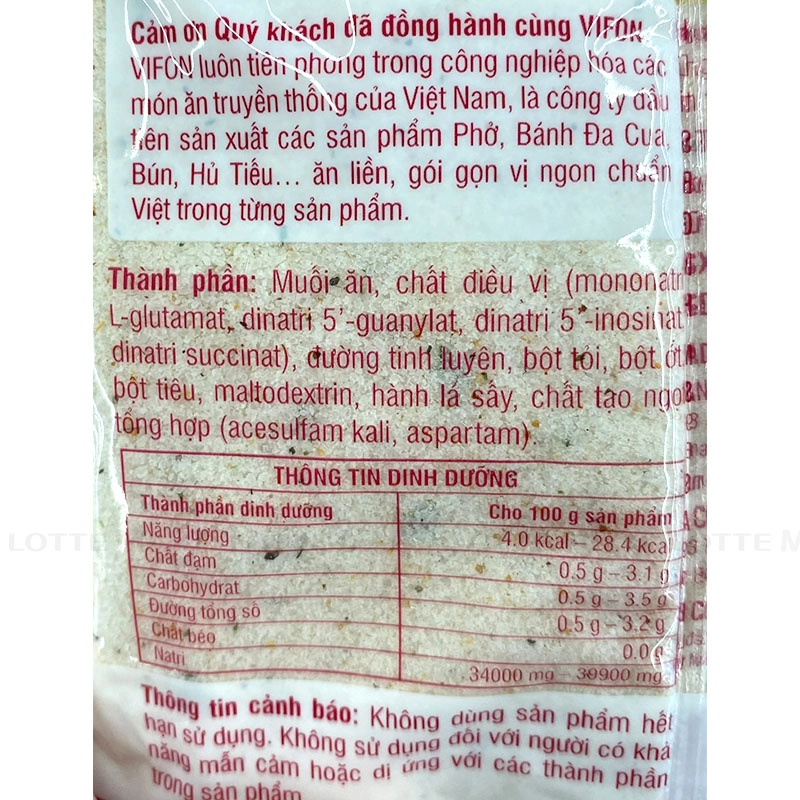 Cảm ơn Quý khách đã đồng hành cùng VIFON
VIFON luôn tiên phong trong công nghiệp hóa các
món ăn truyền thống của Việt Nam, là công ty đầu
tiên sản xuất các sản phẩm Phở, Bánh Đa Cua,
Bún, Hủ Tiếu... ăn liền, gói gọn vị ngon chuẩn
Việt trong từng sản phẩm.
Thành phần: Muối ăn, chất điều vị (mononatri
L-glutamat, dinatri 5'-guanylat, dinatri 5'-inosinat,
dinatri succinat), đường tinh luyện, bột tỏi, bột ớt,
bột tiêu, maltodextrin, hành lá sấy, chất tạo ngọt
tổng hợp (acesulfam kali, aspartam).
THÔNG TIN DINH DƯỠNG
Thành phần dinh dưỡng Cho 100 g sản phẩm
Năng lượng 4.0 kcal - 28.4 kcal
Chất đạm 0.5 g - 3.1 g
Carbohydrat 0.5 g - 3.5 g
Đường tổng số 0.5 g - 3.2 g
Chất béo 0.0 g
Natri 34000 mg - 39900 mg
Thông tin cảnh báo: Không dùng sản phẩm hết
hạn sử dụng. Không sử dụng đối với người có khả
năng mẫn cảm hoặc dị ứng với các thành phần
trong sản phẩm
LOTTE